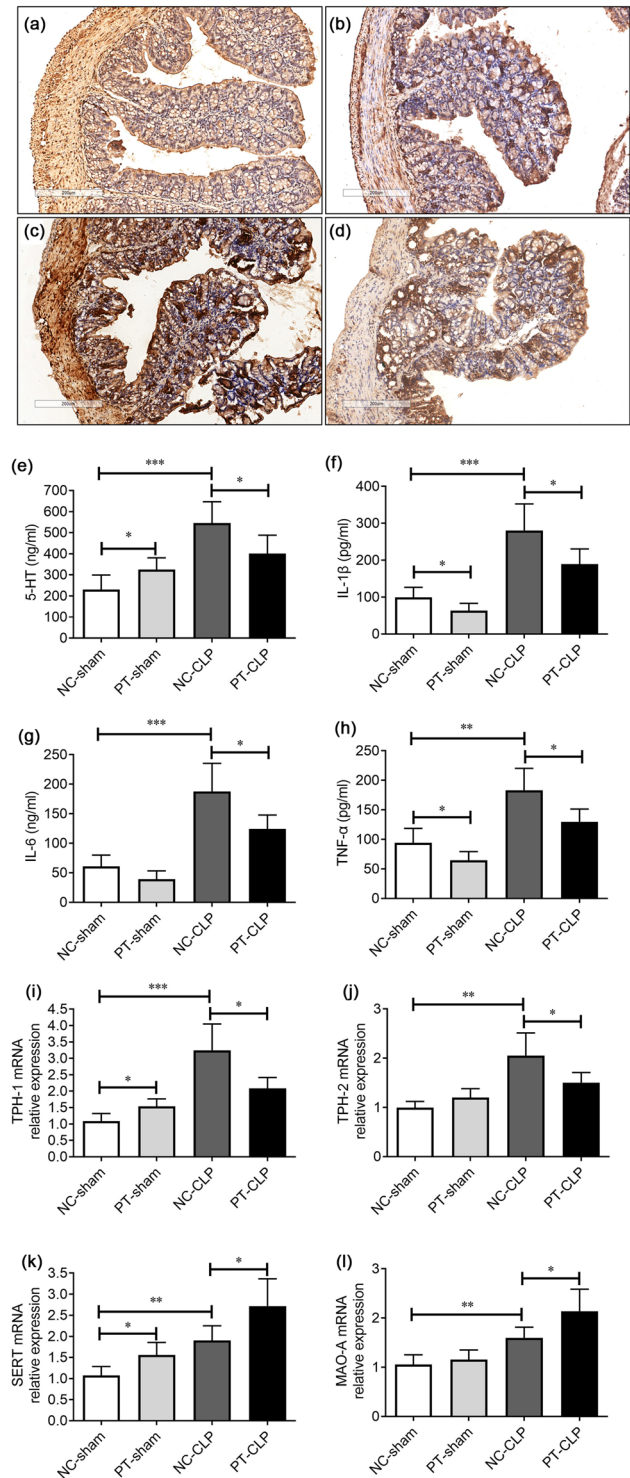 (a)
(b)
200um
200um
(c)
(d)
200um
200um
(e)
***
*
*
700
600
500
400
300
200
100
0
5-HT (ng/ml)
NC-sham
PT-sham
NC-CLP
PT-CLP
(f)
***
*
*
400
300
200
100
0
IL-1β (pg/ml)
NC-sham
PT-sham
NC-CLP
PT-CLP
(g)
***
*
250
200
150
100
50
0
IL-6 (ng/ml)
NC-sham
PT-sham
NC-CLP
PT-CLP
(h)
**
*
*
250
200
150
100
50
0
TNF-α (pg/ml)
NC-sham
PT-sham
NC-CLP
PT-CLP
(i)
***
*
*
4.5
4.0
3.5
3.0
2.5
2.0
1.5
1.0
0.5
0.0
TPH-1 mRNA
relative expression
NC-sham
PT-sham
NC-CLP
PT-CLP
(j)
**
*
3
2
1
0
TPH-2 mRNA
relative expression
NC-sham
PT-sham
NC-CLP
PT-CLP
(k)
*
**
*
3.5
3.0
2.5
2.0
1.5
1.0
0.5
0.0
SERT mRNA
relative expression
NC-sham
PT-sham
NC-CLP
PT-CLP
(l)
*
**
3
2
1
0
MAO-A mRNA
relative expression
NC-sham
PT-sham
NC-CLP
PT-CLP